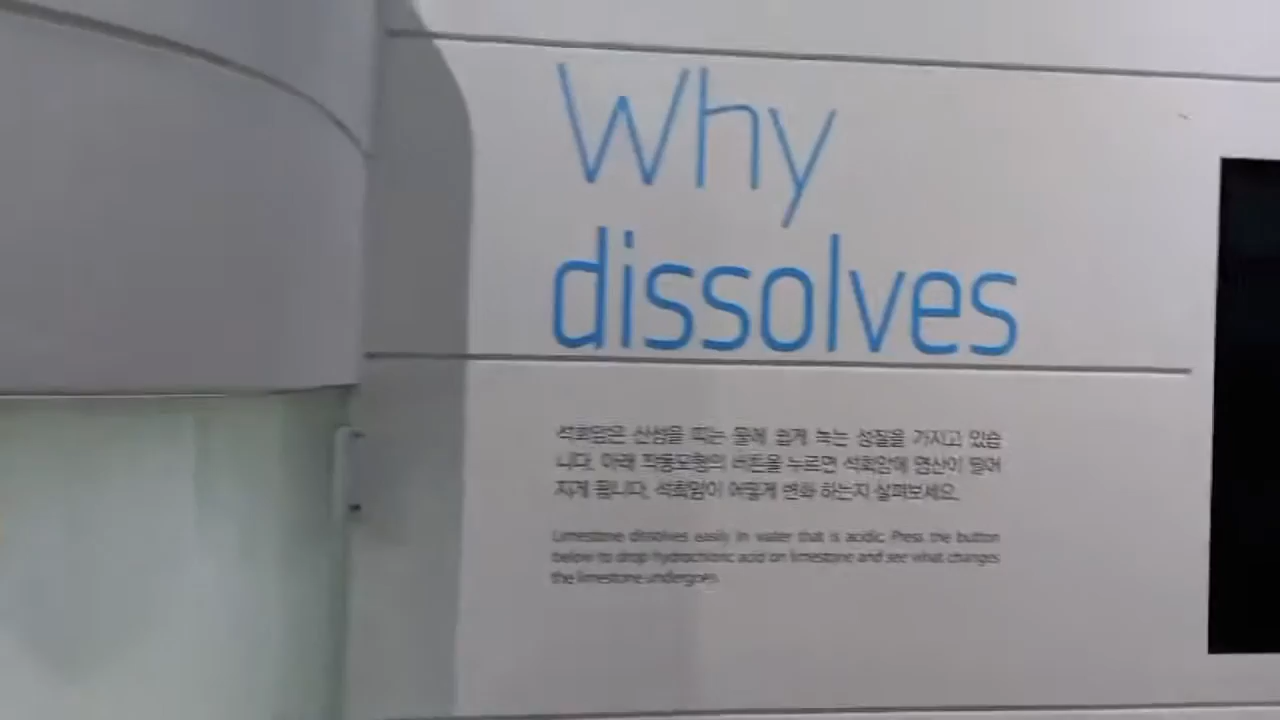 Why
dissolves
석회암은 산성을 띠는 물에 쉽게 녹는 성질을 가지고 있습
니다. 아래 작동모형의 버튼을 누르면 석회암에 염산이 떨어
지게 됩니다. 석회암이 어떻게 변화 하는지 살펴보세요.
Limestone dissolves easily in water that is acidic. Press the button
below to drop hydrochloric acid on limestone and see what changes
the limestone undergoes.